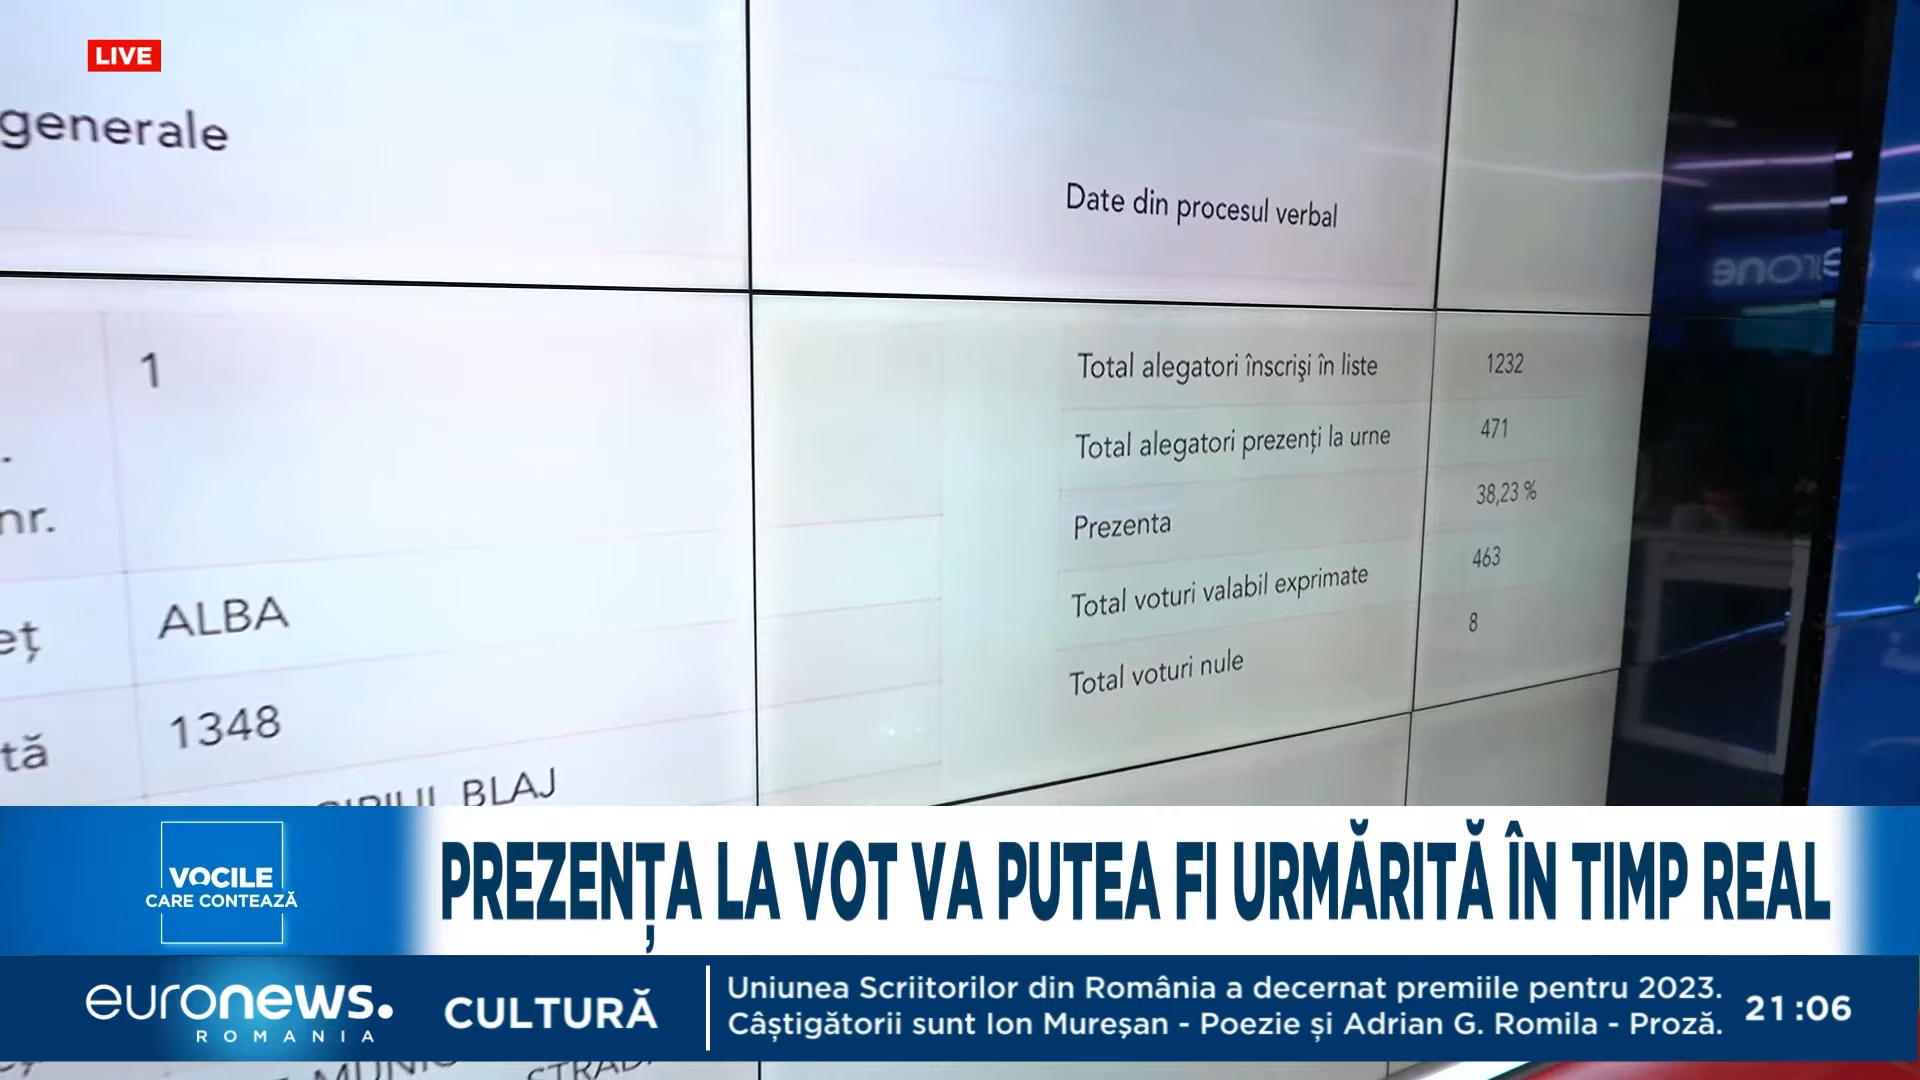 LIVE
generale
Date din procesul verbal
1
Total alegatori înscrişi în liste 1232
Total alegatori prezenți la urne 471
nr.
Prezenta 38,23 %
ALBA
Total voturi valabil exprimate 463
1348
Total voturi nule 8
BLAJ
VOCILE
CARE CONTEAZĂ
PREZENȚA LA VOT VA PUTEA FI URMĂRITĂ ÎN TIMP REAL
euronews.
ROMANIA
CULTURĂ
Uniunea Scriitorilor din România a decernat premiile pentru 2023.
Câștigătorii sunt Ion Mureșan - Poezie și Adrian G. Romila - Proză.
21:06